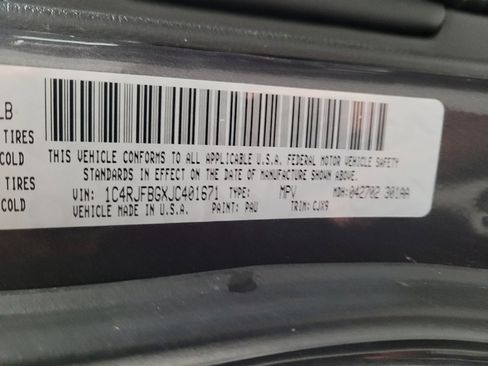 LB
TIRES
COLD
TIRES
COLD
THIS VEHICLE CONFORMS TO ALL APPLICABLE U.S.A. FEDERAL MOTOR VEHICLE SAFETY
STANDARDS IN EFFECT ON THE DATE OF MANUFACTURE SHOWN ABOVE.
VIN: 1C4RJFBGXJC401671 TYPE: MPV MDH: 042702 301AA
VEHICLE MADE IN U.S.A. PAINT: PAU TRIM: CJX9